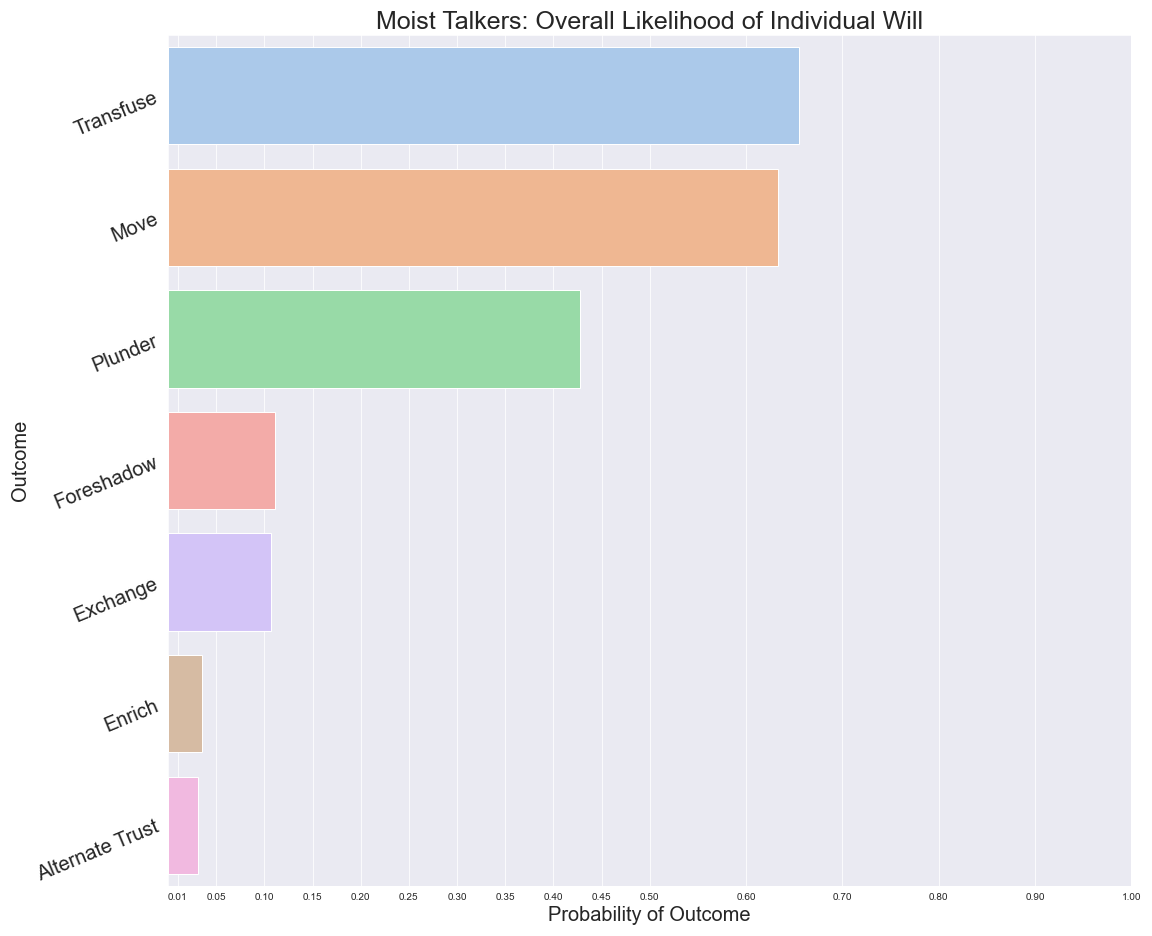 Moist Talkers: Overall Likelihood of Individual Will
Transfuse
Move
Plunder
Foreshadow
Exchange
Enrich
Alternate Trust
Outcome
0.01 0.05 0.10 0.15 0.20 0.25 0.30 0.35 0.40 0.45 0.50 0.60 0.70 0.80 0.90 1.00
Probability of Outcome